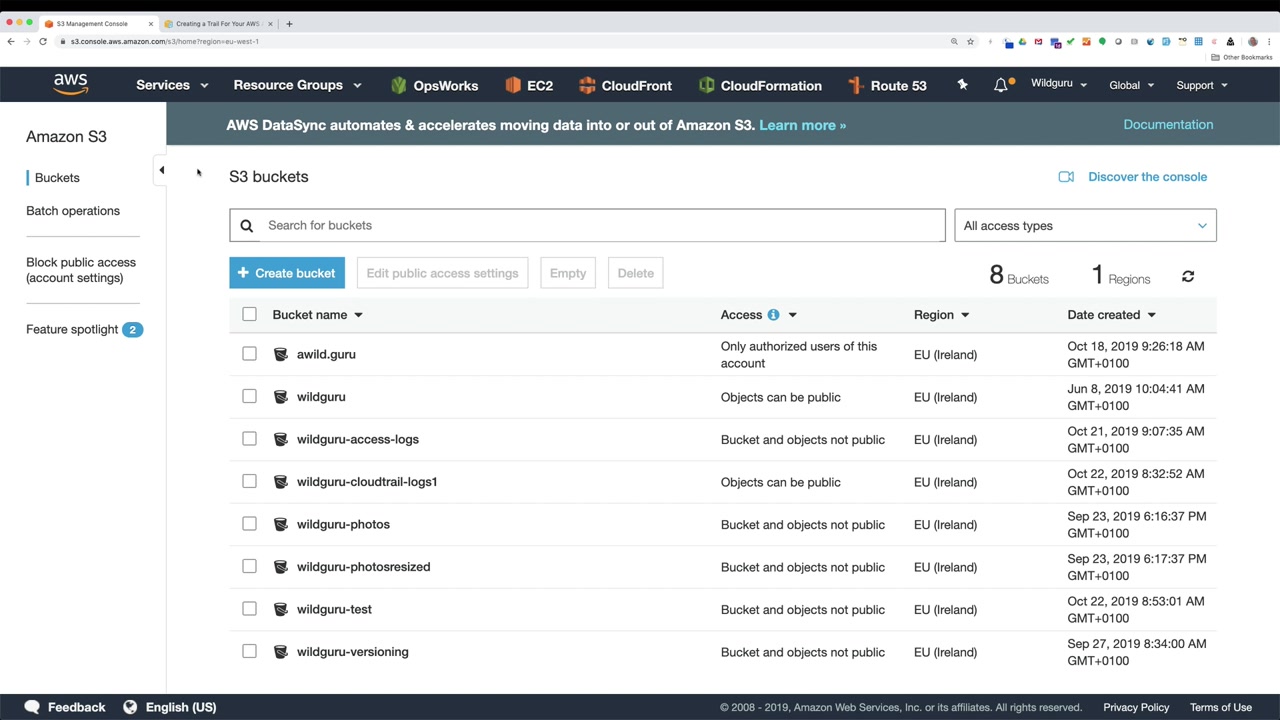 S3 Management Console
Creating a Trail For Your AWS
s3.console.aws.amazon.com/s3/home?region=eu-west-1
Other Bookmarks
aws
Services
Resource Groups
OpsWorks
EC2
CloudFront
CloudFormation
Route 53
Wildguru
Global
Support
Amazon S3
Buckets
Batch operations
Block public access
(account settings)
Feature spotlight 2
AWS DataSync automates & accelerates moving data into or out of Amazon S3. Learn more »
Documentation
S3 buckets
Discover the console
Search for buckets
All access types
+ Create bucket
Edit public access settings
Empty
Delete
8 Buckets
1 Regions
Bucket name
Access
Region
Date created
awild.guru
Only authorized users of this
account
EU (Ireland)
Oct 18, 2019 9:26:18 AM
GMT+0100
wildguru
Objects can be public
EU (Ireland)
Jun 8, 2019 10:04:41 AM
GMT+0100
wildguru-access-logs
Bucket and objects not public
EU (Ireland)
Oct 21, 2019 9:07:35 AM
GMT+0100
wildguru-cloudtrail-logs1
Objects can be public
EU (Ireland)
Oct 22, 2019 8:32:52 AM
GMT+0100
wildguru-photos
Bucket and objects not public
EU (Ireland)
Sep 23, 2019 6:16:37 PM
GMT+0100
wildguru-photosresized
Bucket and objects not public
EU (Ireland)
Sep 23, 2019 6:17:37 PM
GMT+0100
wildguru-test
Bucket and objects not public
EU (Ireland)
Oct 22, 2019 8:53:01 AM
GMT+0100
wildguru-versioning
Bucket and objects not public
EU (Ireland)
Sep 27, 2019 8:34:00 AM
GMT+0100
Feedback
English (US)
© 2008 - 2019, Amazon Web Services, Inc. or its affiliates. All rights reserved.
Privacy Policy
Terms of Use